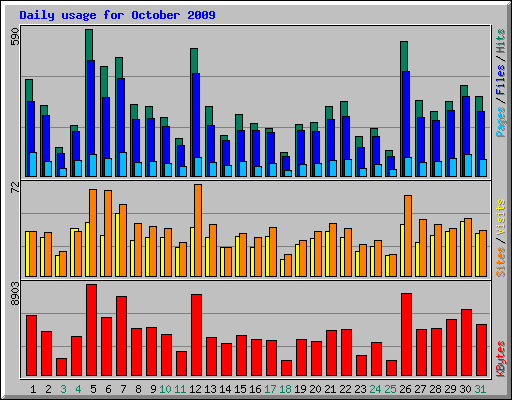 Daily usage for October 2009
590
Pages / Files / Hits
72
Sites / Visits
8903
KBytes
1 2 3 4 5 6 7 8 9 10 11 12 13 14 15 16 17 18 19 20 21 22 23 24 25 26 27 28 29 30 31